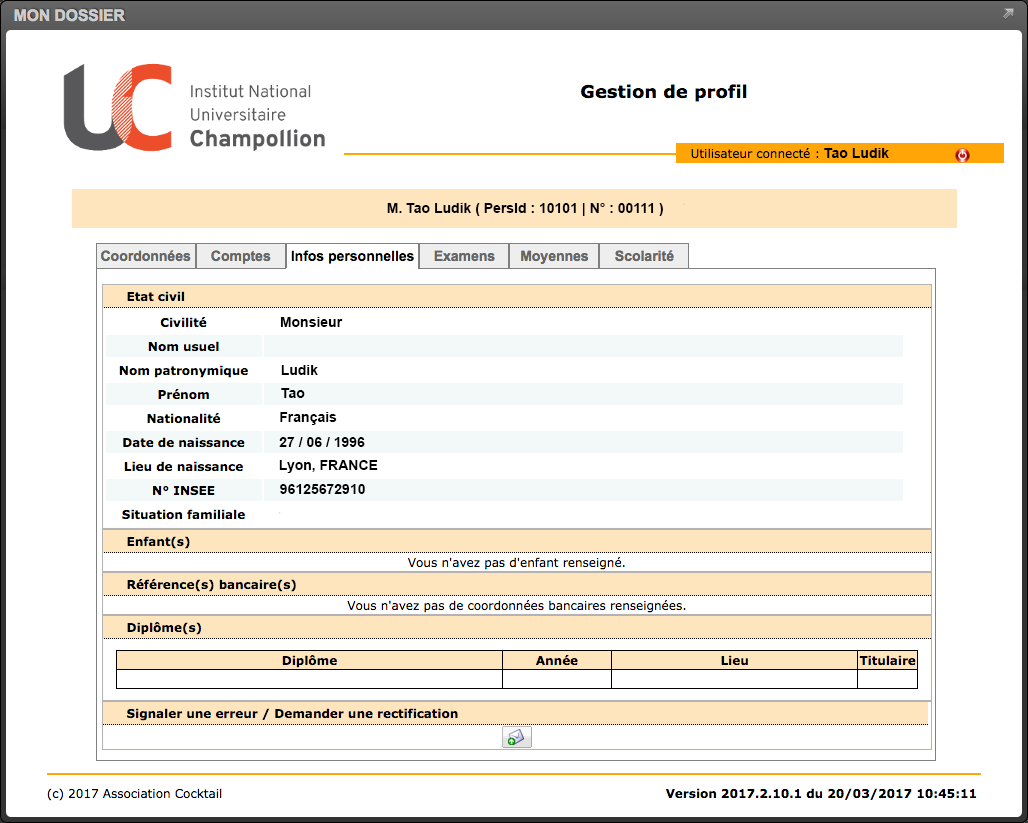 MON DOSSIER
UC
Institut National
Universitaire
Champollion
Gestion de profil
Utilisateur connecté : Tao Ludik
M. Tao Ludik ( PersId : 10101 | N° : 00111 )
Coordonnées Comptes Infos personnelles Examens Moyennes Scolarité
Etat civil
Civilité Monsieur
Nom usuel
Nom patronymique Ludik
Prénom Tao
Nationalité Français
Date de naissance 27 / 06 / 1996
Lieu de naissance Lyon, FRANCE
N° INSEE 96125672910
Situation familiale
Enfant(s)
Vous n'avez pas d'enfant renseigné.
Référence(s) bancaire(s)
Vous n'avez pas de coordonnées bancaires renseignées.
Diplôme(s)
Diplôme Année Lieu Titulaire
Signaler une erreur / Demander une rectification
(c) 2017 Association Cocktail Version 2017.2.10.1 du 20/03/2017 10:45:11